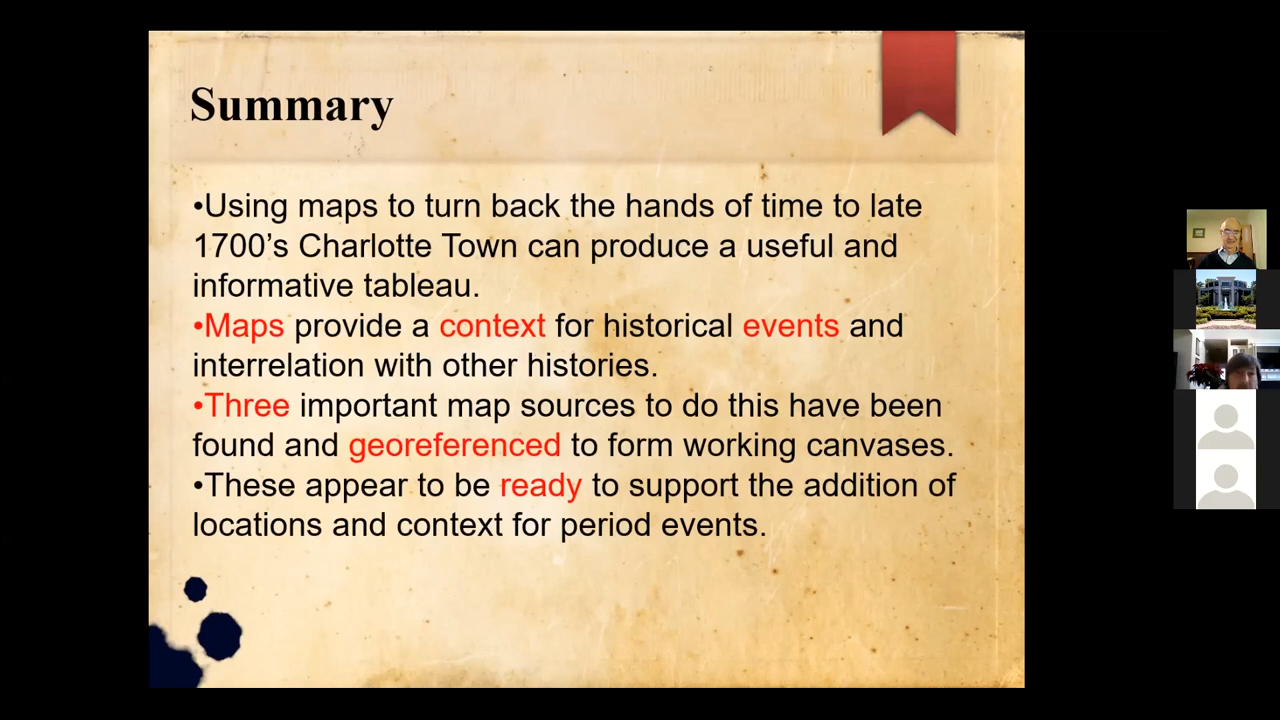 Summary
•Using maps to turn back the hands of time to late
1700’s Charlotte Town can produce a useful and
informative tableau.
•Maps provide a context for historical events and
interrelation with other histories.
•Three important map sources to do this have been
found and georeferenced to form working canvases.
•These appear to be ready to support the addition of
locations and context for period events.